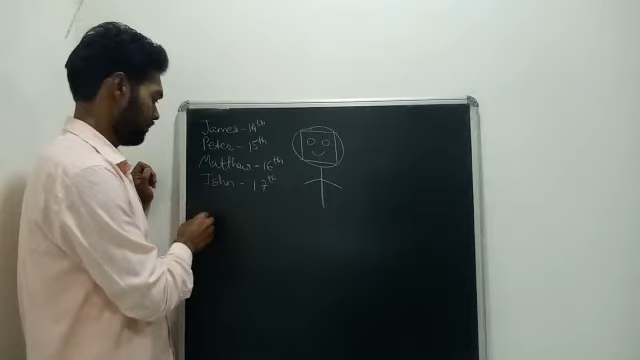 James - 14th
Peter - 15th
Matthew - 16th
John - 17th